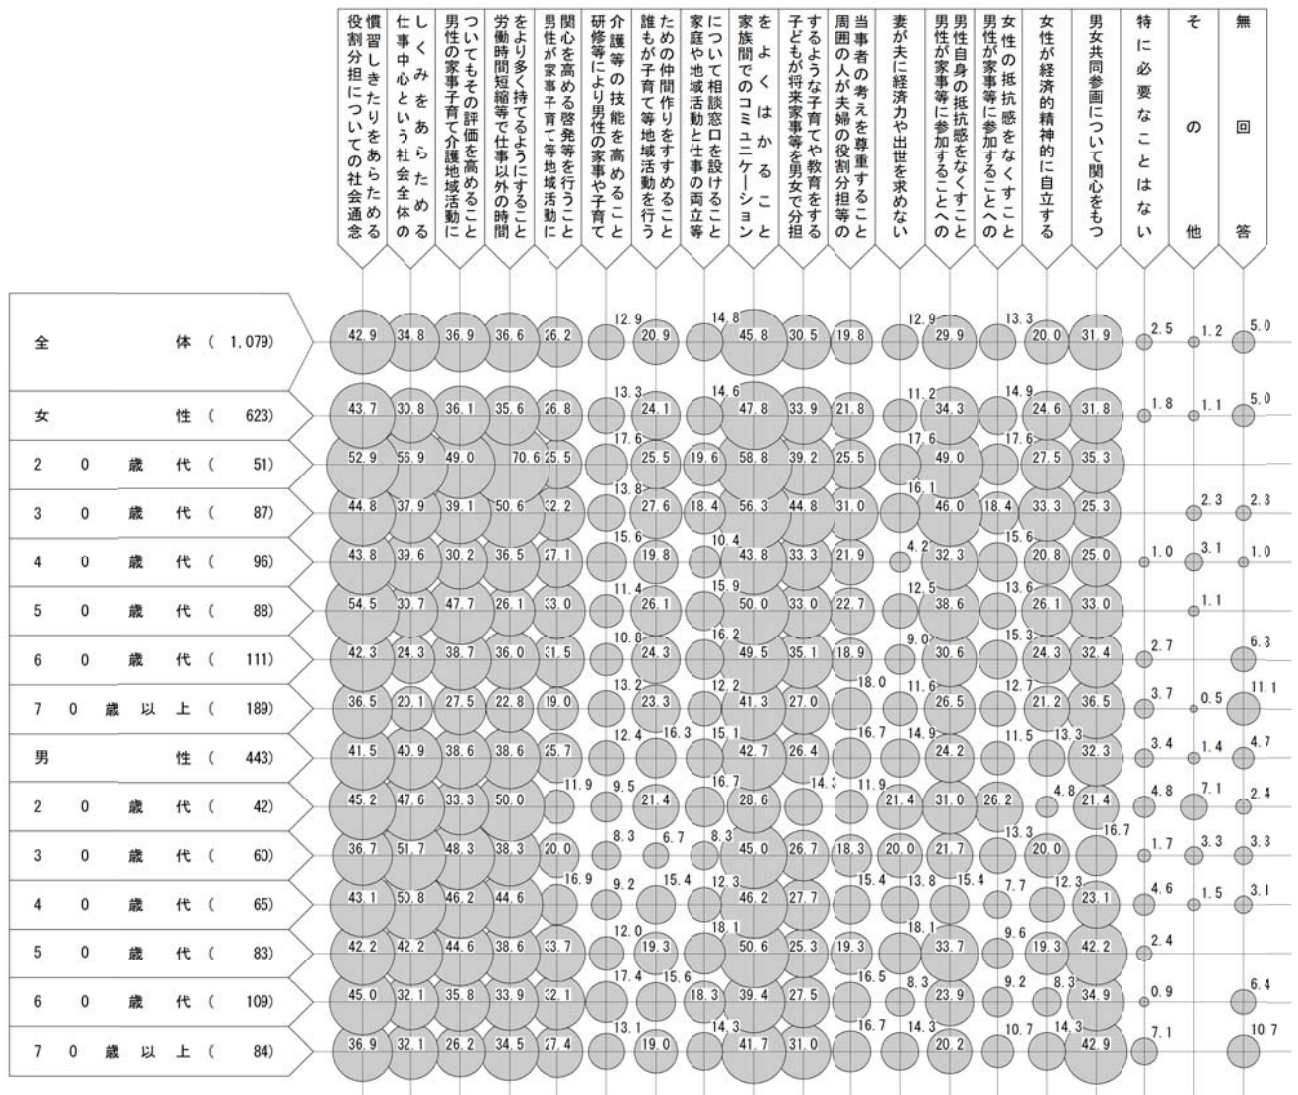 役割分担についての社会通念
慣習しきたりをあらためる
仕事中心という社会全体の
しくみをあらためる
男性の家事子育て介護地域活動に
ついてもその評価を高めること
労働時間短縮等で仕事以外の時間
をより多く持てるようにすること
男性が家事子育て等地域活動に
関心を高める啓発等を行うこと
研修等により男性の家事や子育て
介護等の技能を高めること
誰もが子育て等地域活動を行う
ための仲間作りをすすめること
家庭や地域活動と仕事の両立等
について相談窓口を設けること
家族間でのコミュニケーション
をよくはかること
子どもが将来家事等を男女で分担
するような子育てや教育をする
周囲の人が夫婦の役割分担等の
当事者の考えを尊重すること
妻が夫に経済力や出世を求めない
男性が家事等に参加することへの
男性自身の抵抗感をなくすこと
男性が家事等に参加することへの
女性の抵抗感をなくすこと
女性が経済的精神的に自立する
男女共同参画について関心をもつ
特に必要なことはない
その他
無回答
全体 ( 1,079) 42.9 34.8 36.9 36.6 26.2 12.9 20.9 14.8 45.8 30.5 19.8 12.9 29.9 13.3 20.0 31.9 2.5 1.2 5.0
女性 ( 623) 43.7 30.8 36.1 35.6 26.8 13.3 24.1 14.6 47.8 33.9 21.8 11.2 34.3 14.9 24.6 31.8 1.8 1.1 5.0
20歳代 ( 51) 52.9 56.9 49.0 70.6 25.5 17.6 25.5 19.6 58.8 39.2 25.5 17.6 49.0 17.6 27.5 35.3
30歳代 ( 87) 44.8 37.9 39.1 50.6 32.2 13.8 27.6 18.4 56.3 44.8 31.0 16.1 46.0 18.4 33.3 25.3 2.3 2.3
40歳代 ( 96) 43.8 39.6 30.2 36.5 27.1 15.6 19.8 10.4 43.8 33.3 21.9 4.2 32.3 15.6 20.8 25.0 1.0 3.1 1.0
50歳代 ( 88) 54.5 30.7 47.7 26.1 33.0 11.4 26.1 15.9 50.0 33.0 22.7 12.5 38.6 13.6 26.1 33.0 1.1
60歳代 ( 111) 42.3 24.3 38.7 36.0 31.5 10.8 24.3 16.2 49.5 35.1 18.9 9.0 30.6 15.3 24.3 32.4 2.7 6.3
70歳以上 ( 189) 36.5 20.1 27.5 22.8 19.0 13.2 23.3 12.2 41.3 27.0 18.0 11.6 26.5 12.7 21.2 36.5 3.7 0.5 11.1
男性 ( 443) 41.5 40.9 38.6 38.6 25.7 12.4 16.3 15.1 42.7 26.4 16.7 14.9 24.2 11.5 13.3 32.3 3.4 1.4 4.7
20歳代 ( 42) 45.2 47.6 33.3 50.0 11.9 9.5 21.4 16.7 28.6 14.3 11.9 21.4 31.0 26.2 4.8 21.4 4.8 7.1 2.4
30歳代 ( 60) 36.7 51.7 48.3 38.3 20.0 8.3 6.7 8.3 45.0 26.7 18.3 20.0 21.7 13.3 20.0 16.7 1.7 3.3 3.3
40歳代 ( 65) 43.1 50.8 46.2 44.6 16.9 9.2 15.4 12.3 46.2 27.7 15.4 13.8 15.4 7.7 12.3 23.1 4.6 1.5 3.1
50歳代 ( 83) 42.2 42.2 44.6 38.6 33.7 12.0 19.3 18.1 50.6 25.3 19.3 18.1 33.7 9.6 19.3 42.2 2.4
60歳代 ( 109) 45.0 32.1 35.8 33.9 32.1 17.4 15.6 18.3 39.4 27.5 16.5 8.3 23.9 9.2 8.3 34.9 0.9 6.4
70歳以上 ( 84) 36.9 32.1 26.2 34.5 27.4 13.1 19.0 14.3 41.7 31.0 16.7 14.3 20.2 10.7 14.3 42.9 7.1 10.7